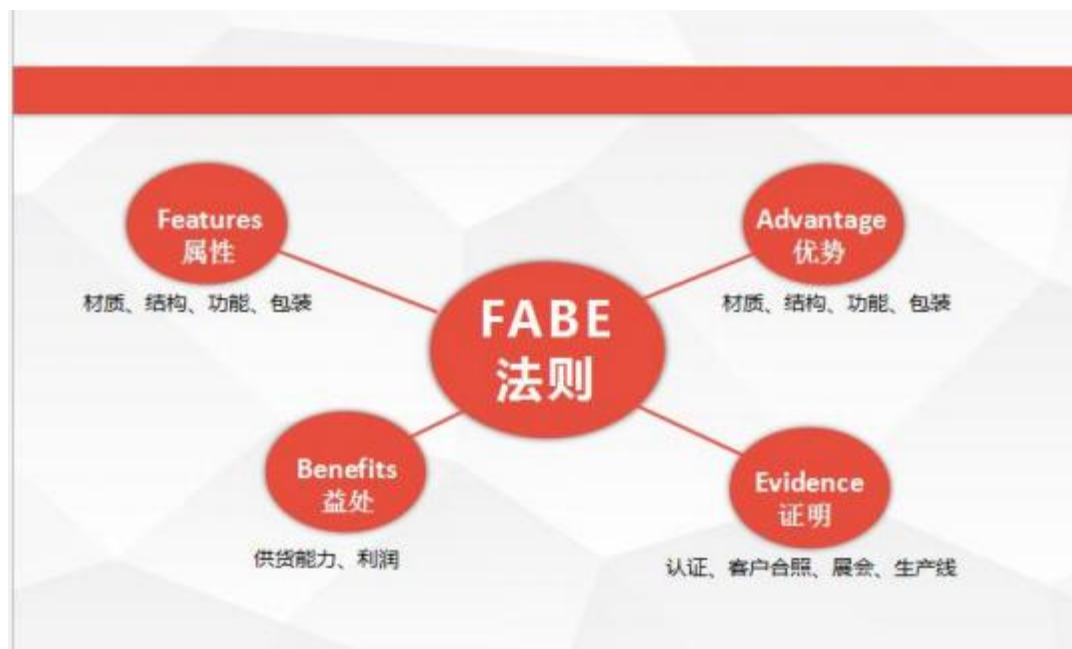 Features
属性
材质、结构、功能、包装
Advantage
优势
材质、结构、功能、包装
FABE
法则
Benefits
益处
供货能力、利润
Evidence
证明
认证、客户合照、展会、生产线